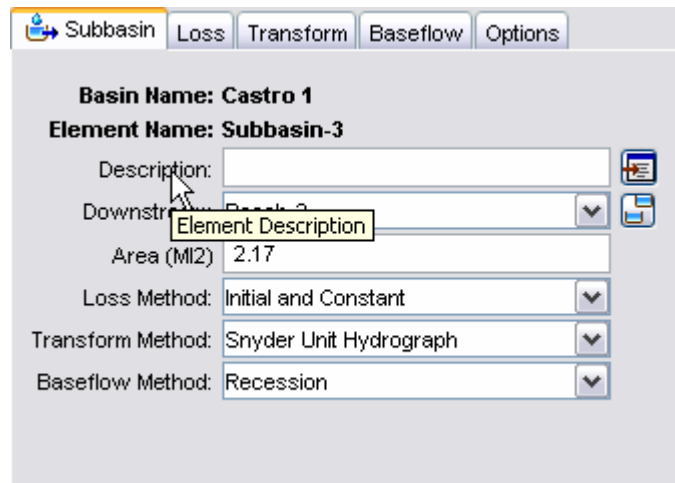 Subbasin Loss Transform Baseflow Options
Basin Name: Castro 1
Element Name: Subbasin-3
Description:
Element Description
Area (MI2) 2.17
Loss Method: Initial and Constant
Transform Method: Snyder Unit Hydrograph
Baseflow Method: Recession